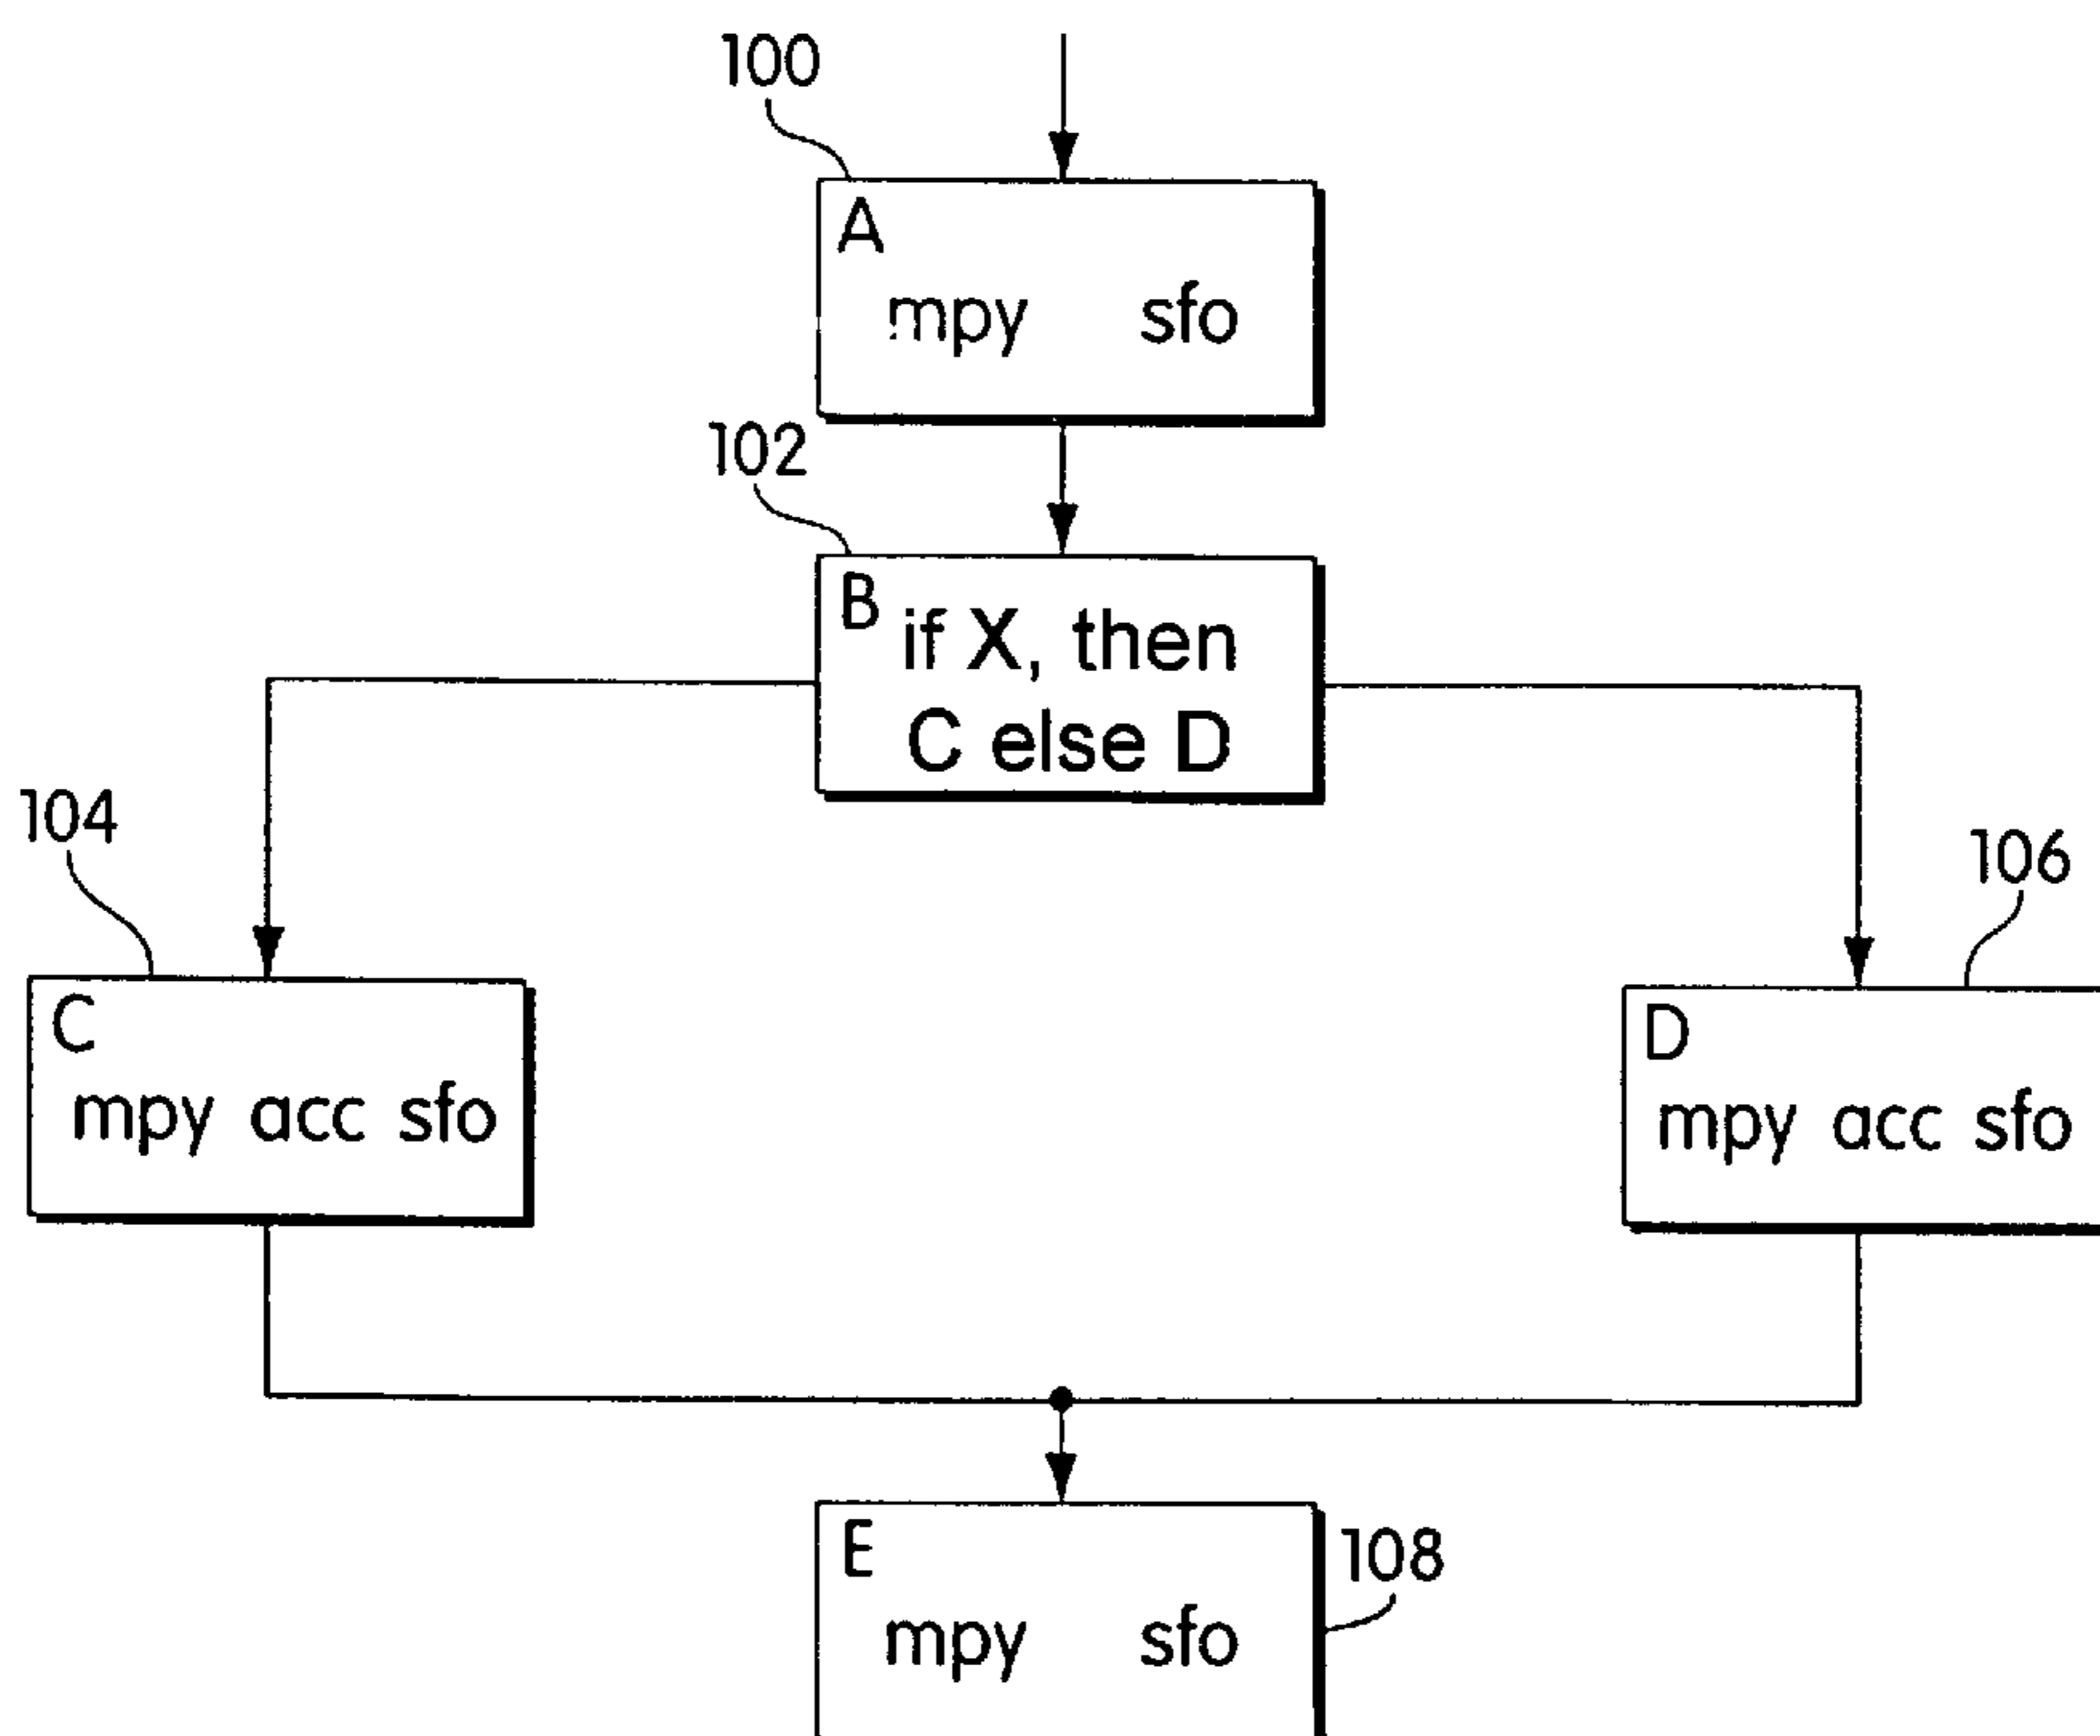 100
A
mpy sfo
102
B
if X, then
C else D
104
106
C
mpy acc sfo
D
mpy acc sfo
E
108
mpy sfo